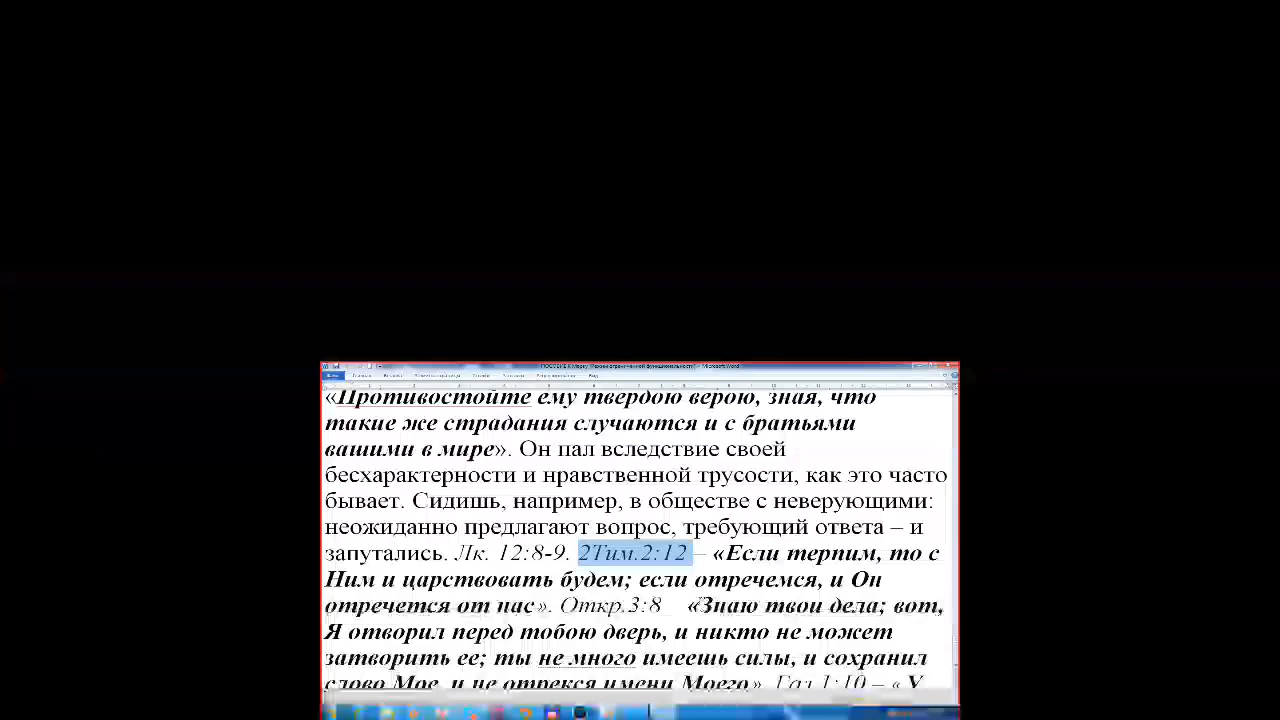 «Противостойте ему твердою верою, зная, что
такие же страдания случаются и с братьями
вашими в мире». Он пал вследствие своей
бесхарактерности и нравственной трусости, как это часто
бывает. Сидишь, например, в обществе с неверующими:
неожиданно предлагают вопрос, требующий ответа – и
запутались. Лк. 12:8-9. 2Тим.2:12 – «Если терпим, то с
Ним и царствовать будем; если отречемся, и Он
отречется от нас». Откр.3:8 «Знаю твои дела; вот,
Я отворил перед тобою дверь, и никто не может
затворить ее; ты не много имеешь силы, и сохранил
слово Мое, и не отрекся имени Моего». Гал 1:10 – « У